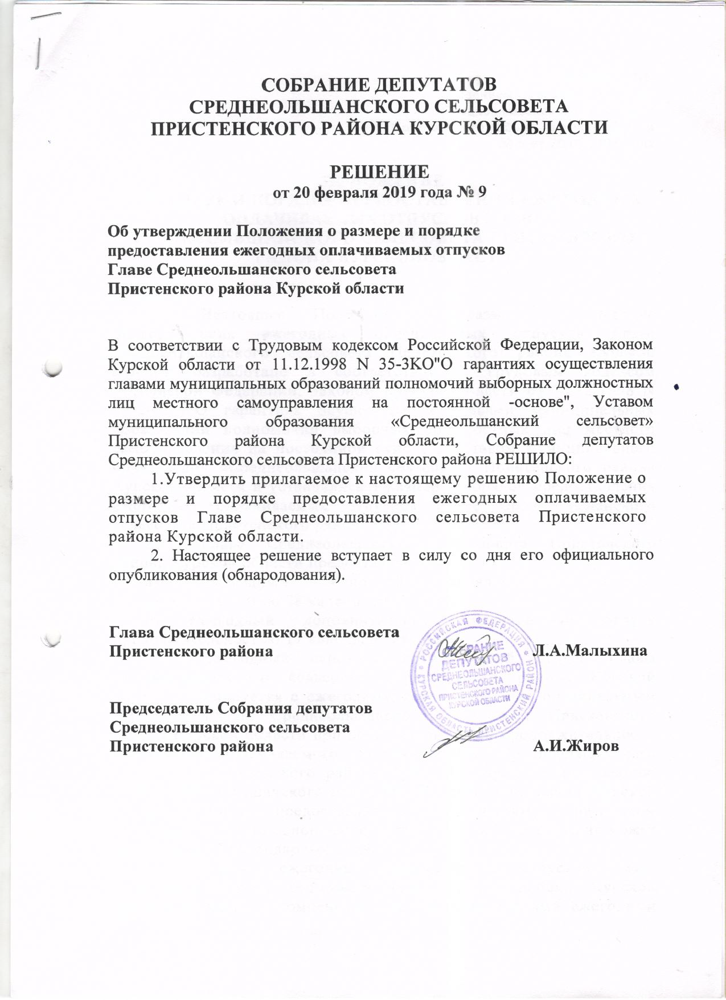 СОБРАНИЕ ДЕПУТАТОВ
СРЕДНЕОЛЬШАНСКОГО СЕЛЬСОВЕТА
ПРИСТЕНСКОГО РАЙОНА КУРСКОЙ ОБЛАСТИ
РЕШЕНИЕ
от 20 февраля 2019 года № 9
Об утверждении Положения о размере и порядке
предоставления ежегодных оплачиваемых отпусков
Главе Среднеольшанского сельсовета
Пристенского района Курской области
В соответствии с Трудовым кодексом Российской Федерации, Законом
Курской области от 11.12.1998 N 35-ЗКО"О гарантиях осуществления
главами муниципальных образований полномочий выборных должностных
лиц местного самоуправления на постоянной -основе", Уставом
муниципального образования «Среднеольшанский сельсовет»
Пристенского района Курской области, Собрание депутатов
Среднеольшанского сельсовета Пристенского района РЕШИЛО:
1.Утвердить прилагаемое к настоящему решению Положение о
размере и порядке предоставления ежегодных оплачиваемых
отпусков Главе Среднеольшанского сельсовета Пристенского
района Курской области.
2. Настоящее решение вступает в силу со дня его официального
опубликования (обнародования).
Глава Среднеольшанского сельсовета
Пристенского района Л.А.Малыхина
РОССИЙСКАЯ ФЕДЕРАЦИЯ * КУРСКАЯ ОБЛАСТЬ ПРИСТЕНСКИЙ РАЙОН
СОБРАНИЕ
ДЕПУТАТОВ
СРЕДНЕОЛЬШАНСКОГО
СЕЛЬСОВЕТА
ПРИСТЕНСКОГО РАЙОНА
КУРСКОЙ ОБЛАСТИ
Председатель Собрания депутатов
Среднеольшанского сельсовета
Пристенского района А.И.Жиров